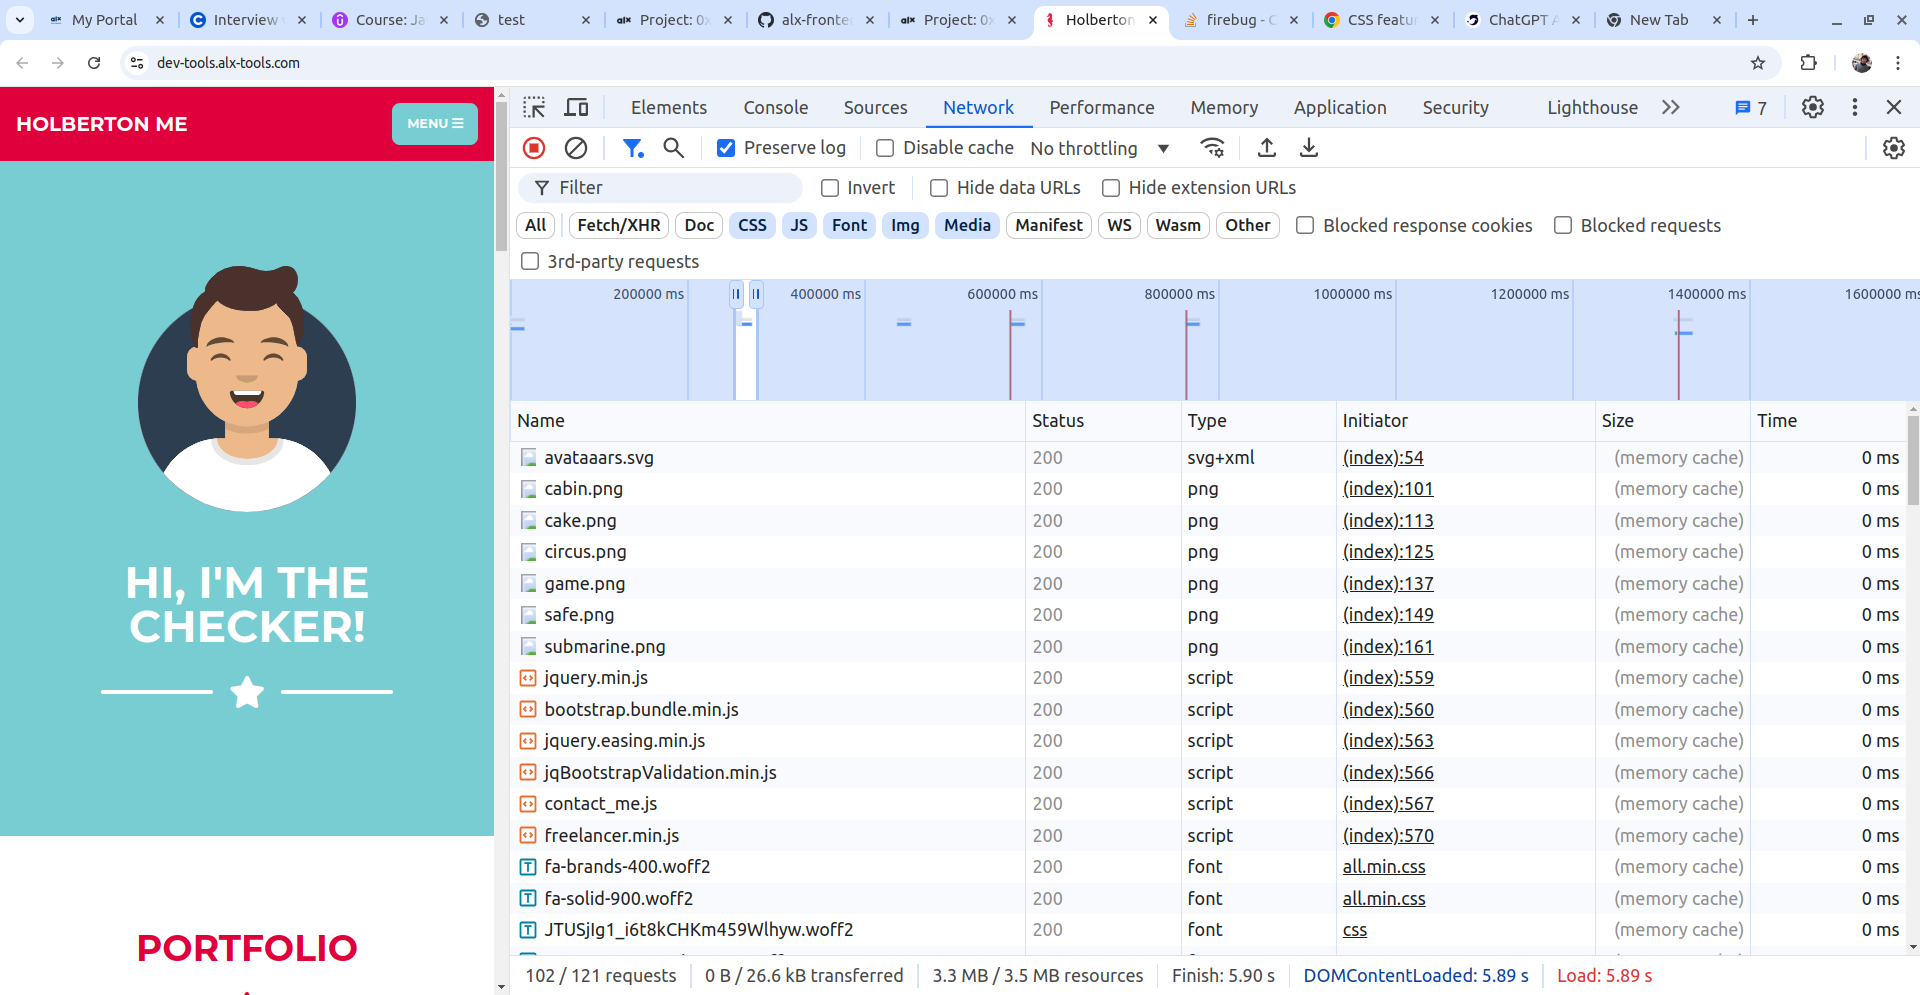 My Portal
Interview
Course: Ja
test
Project: 0x
alx-fronte
Project: 0x
Holberton
firebug - C
CSS featu
ChatGPT A
New Tab
dev-tools.alx-tools.com
HOLBERTON ME
MENU
HI, I'M THE
CHECKER!
PORTFOLIO
Elements Console Sources Network Performance Memory Application Security Lighthouse 7
Preserve log Disable cache No throttling
Filter Invert Hide data URLs Hide extension URLs
All Fetch/XHR Doc CSS JS Font Img Media Manifest WS Wasm Other Blocked response cookies Blocked requests
3rd-party requests
200000 ms 400000 ms 600000 ms 800000 ms 1000000 ms 1200000 ms 1400000 ms 1600000 ms
Name Status Type Initiator Size Time
avataaars.svg 200 svg+xml (index):54 (memory cache) 0 ms
cabin.png 200 png (index):101 (memory cache) 0 ms
cake.png 200 png (index):113 (memory cache) 0 ms
circus.png 200 png (index):125 (memory cache) 0 ms
game.png 200 png (index):137 (memory cache) 0 ms
safe.png 200 png (index):149 (memory cache) 0 ms
submarine.png 200 png (index):161 (memory cache) 0 ms
jquery.min.js 200 script (index):559 (memory cache) 0 ms
bootstrap.bundle.min.js 200 script (index):560 (memory cache) 0 ms
jquery.easing.min.js 200 script (index):563 (memory cache) 0 ms
jqBootstrapValidation.min.js 200 script (index):566 (memory cache) 0 ms
contact_me.js 200 script (index):567 (memory cache) 0 ms
freelancer.min.js 200 script (index):570 (memory cache) 0 ms
fa-brands-400.woff2 200 font all.min.css (memory cache) 0 ms
fa-solid-900.woff2 200 font all.min.css (memory cache) 0 ms
JTUSjIg1_i6t8kCHKm459Wlhyw.woff2 200 font css (memory cache) 0 ms
102 / 121 requests 0 B / 26.6 kB transferred 3.3 MB / 3.5 MB resources Finish: 5.90 s DOMContentLoaded: 5.89 s Load: 5.89 s